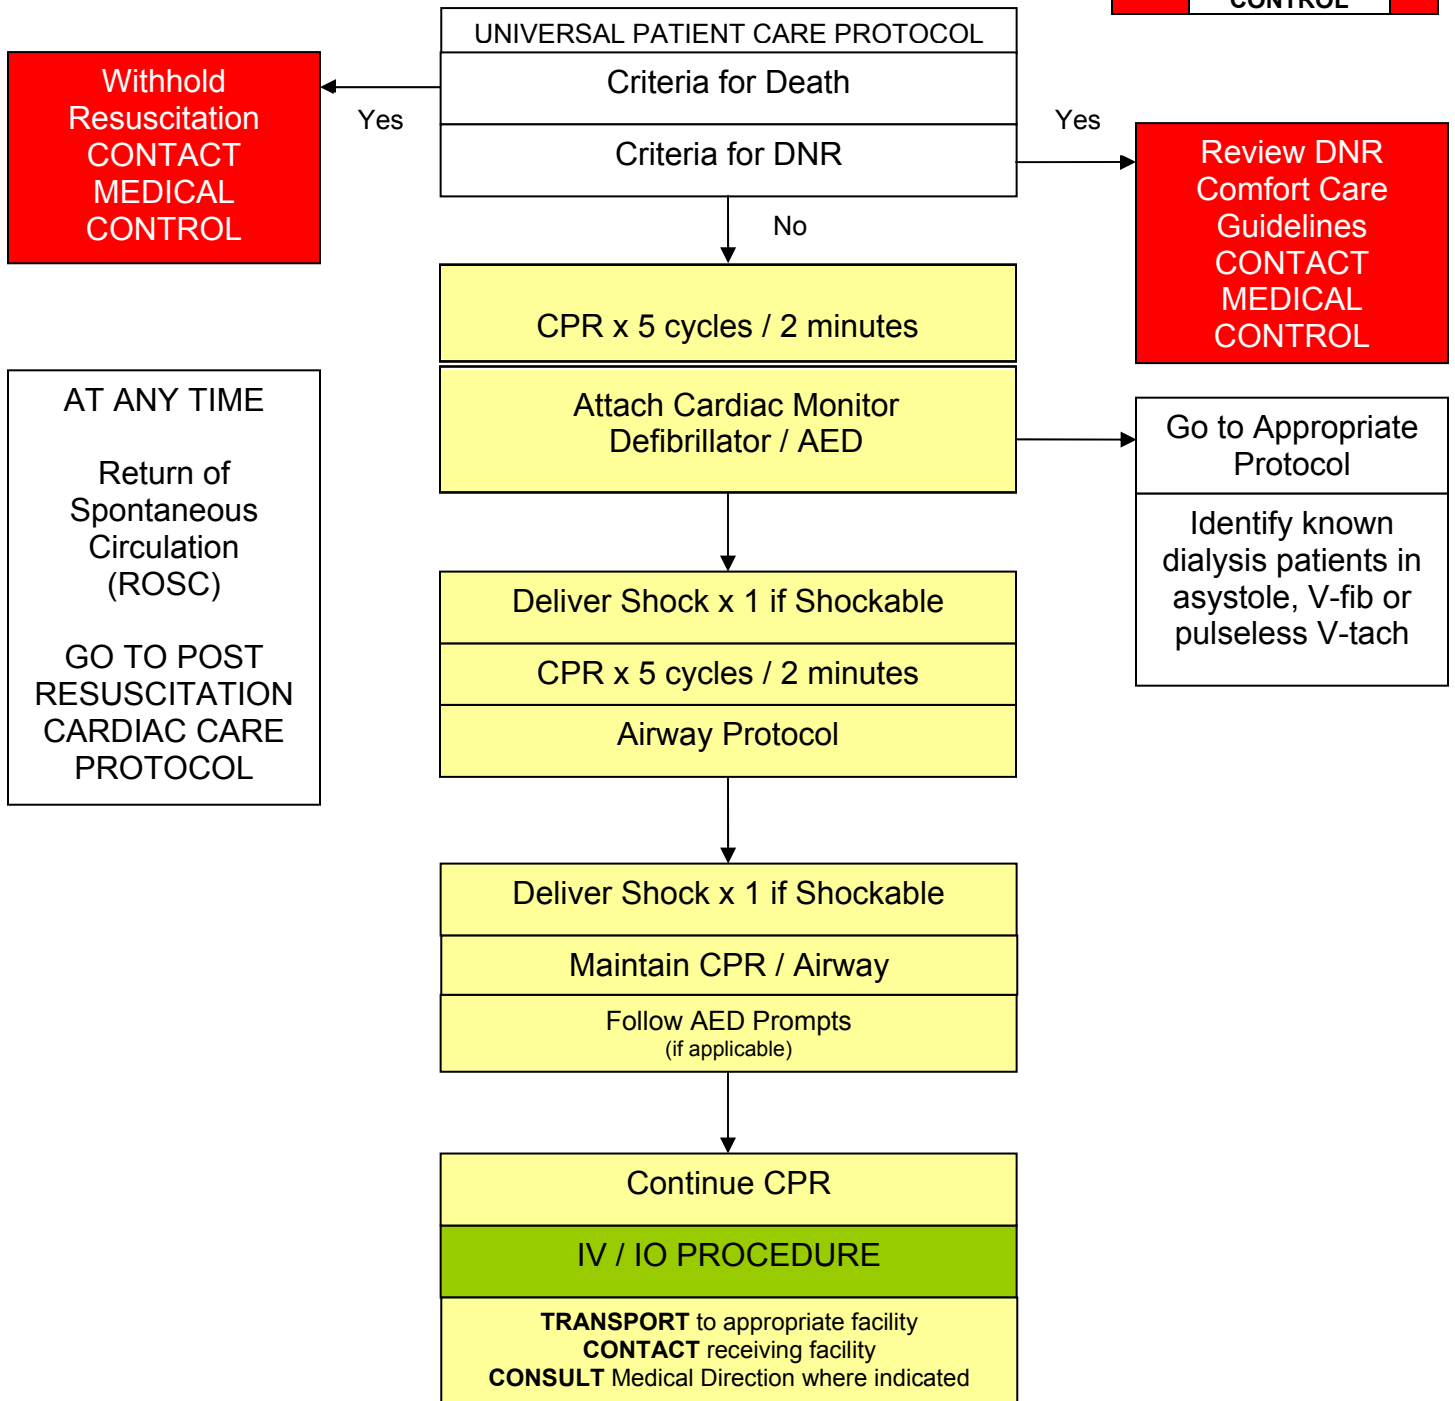 CONTROL
UNIVERSAL PATIENT CARE PROTOCOL
Criteria for Death
Criteria for DNR
Withhold
Resuscitation
CONTACT
MEDICAL
CONTROL
Yes
Yes
Review DNR
Comfort Care
Guidelines
CONTACT
MEDICAL
CONTROL
No
CPR x 5 cycles / 2 minutes
Attach Cardiac Monitor
Defibrillator / AED
Go to Appropriate
Protocol
Identify known
dialysis patients in
asystole, V-fib or
pulseless V-tach
AT ANY TIME
Return of
Spontaneous
Circulation
(ROSC)
GO TO POST
RESUSCITATION
CARDIAC CARE
PROTOCOL
Deliver Shock x 1 if Shockable
CPR x 5 cycles / 2 minutes
Airway Protocol
Deliver Shock x 1 if Shockable
Maintain CPR / Airway
Follow AED Prompts
(if applicable)
Continue CPR
IV / IO PROCEDURE
TRANSPORT to appropriate facility
CONTACT receiving facility
CONSULT Medical Direction where indicated